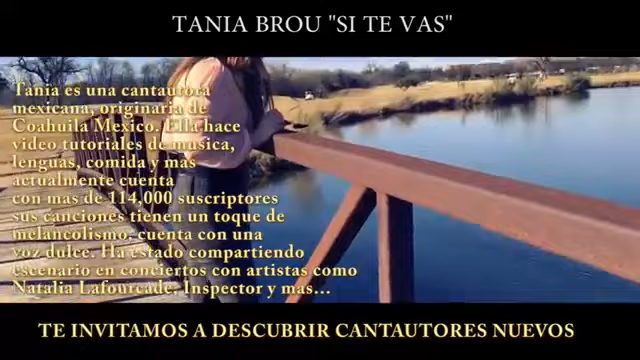 TANIA BROU "SI TE VAS"
Tania es una cantautora
mexicana, originaria de
Coahuila Mexico. Ella hace
video tutoriales de musica,
lenguas, comida y mas
actualmente cuenta
con mas de 114,000 suscriptores
sus canciones tienen un toque de
melancolismo, cuenta con una
voz dulce. Ha estado compartiendo
escenario en conciertos con artistas como
Natalia Lafourcade. Inspector y mas...
TE INVITAMOS A DESCUBRIR CANTAUTORES NUEVOS